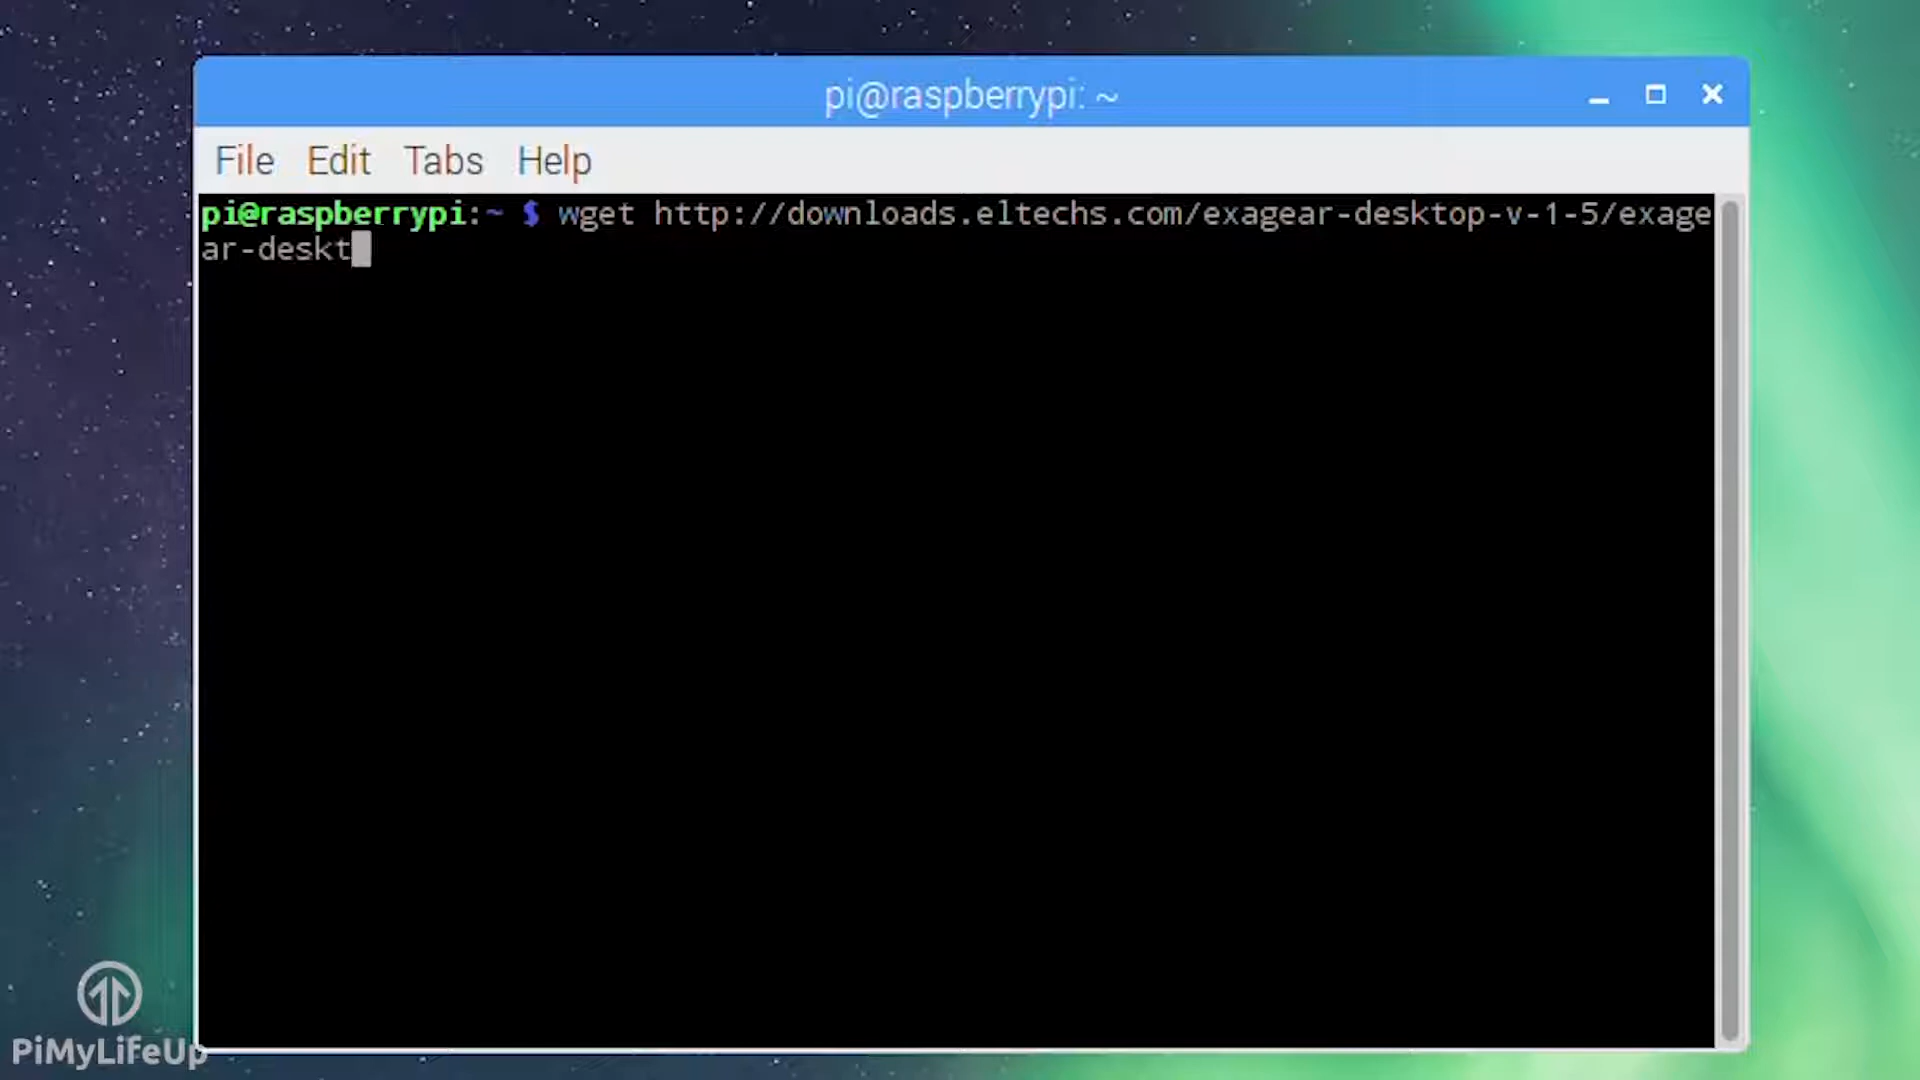 pi@raspberrypi: ~
File Edit Tabs Help
pi@raspberrypi:~ $ wget http://downloads.eltechs.com/exagear-desktop-v-1-5/exage
ar-deskt
PiMyLifeUp